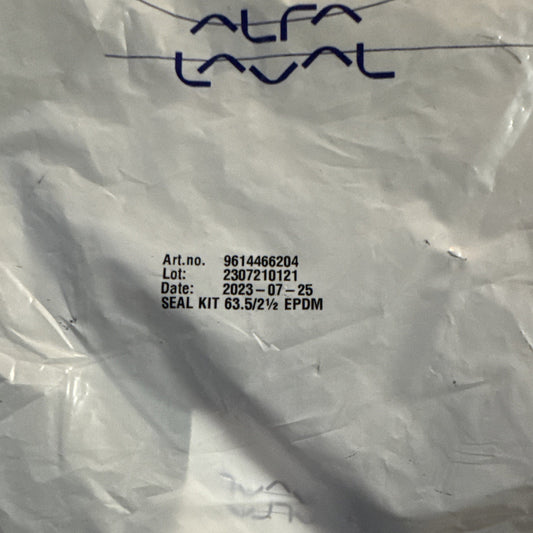 ALFA
LAVAL
Art.no. 9614466204
Lot: 2307210121
Date: 2023-07-25
SEAL KIT 63.5/2½ EPDM